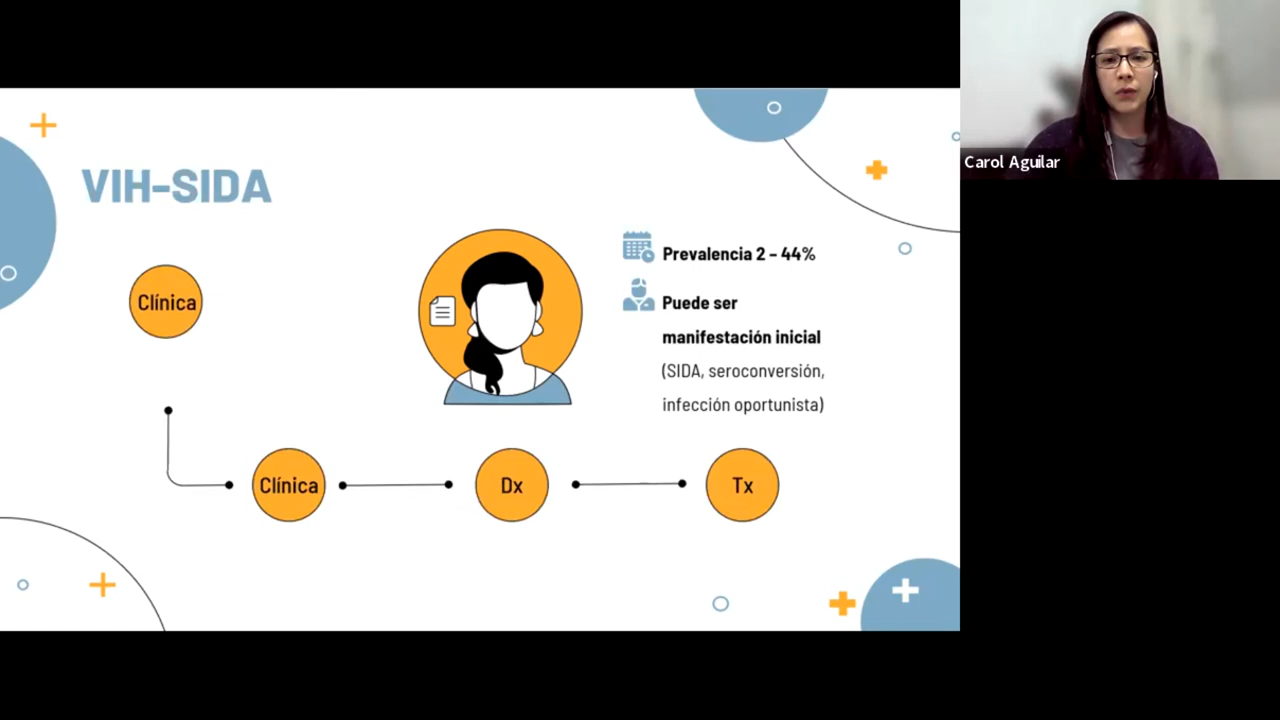 VIH-SIDA
Clínica
Prevalencia 2 – 44%
Puede ser
manifestación inicial
(SIDA, seroconversión,
infección oportunista)
Clínica
Dx
Tx
Carol Aguilar